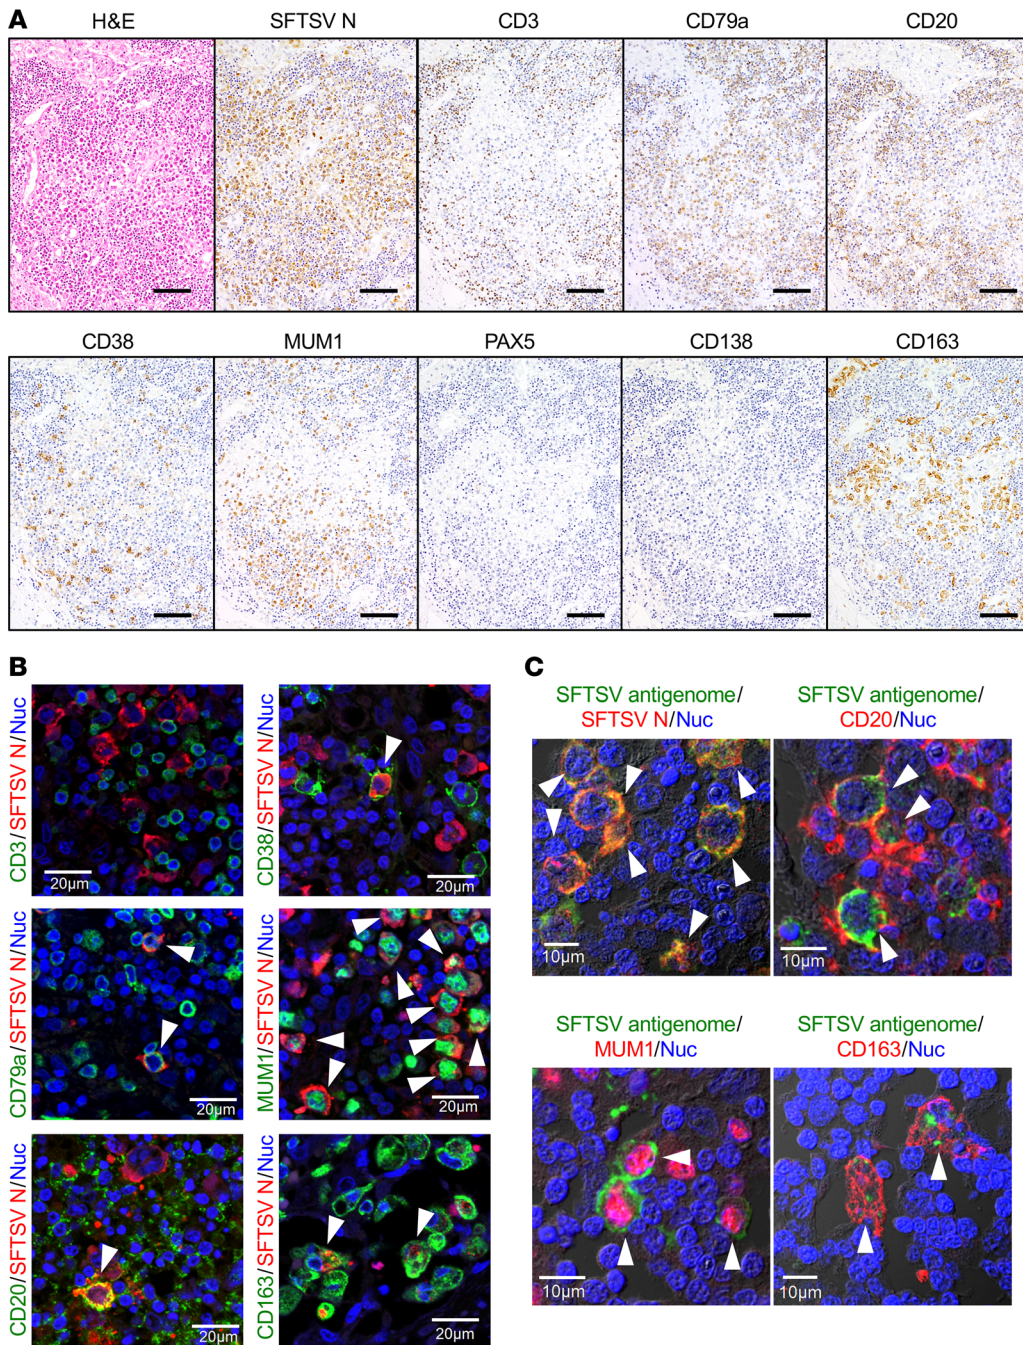 A
H&E
SFTSV N
CD3
CD79a
CD20
CD38
MUM1
PAX5
CD138
CD163
B
CD3/SFTSV N/Nuc
20µm
CD38/SFTSV N/Nuc
20µm
CD79a/SFTSV N/Nuc
20µm
MUM1/SFTSV N/Nuc
20µm
CD20/SFTSV N/Nuc
20µm
CD163/SFTSV N/Nuc
20µm
C
SFTSV antigenome/
SFTSV N/Nuc
10µm
SFTSV antigenome/
CD20/Nuc
10µm
SFTSV antigenome/
MUM1/Nuc
10µm
SFTSV antigenome/
CD163/Nuc
10µm